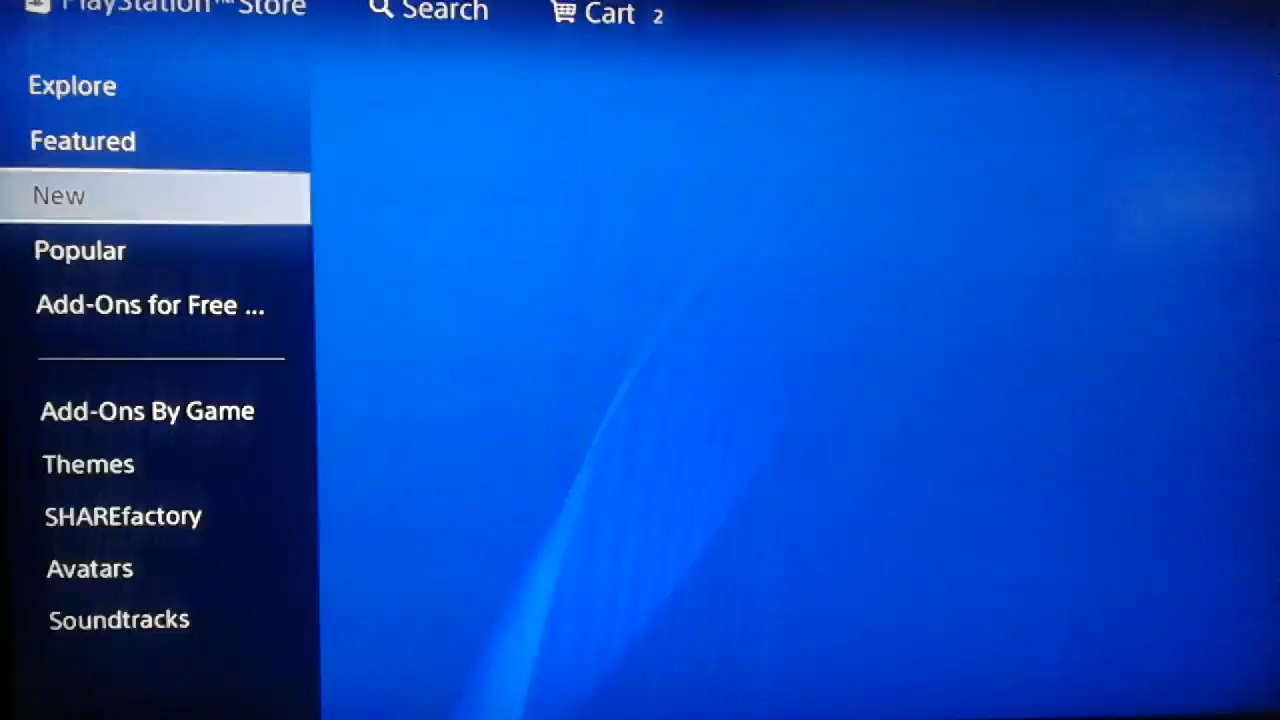 PlayStation™Store
Search
Cart 2
Explore
Featured
New
Popular
Add-Ons for Free ...
Add-Ons By Game
Themes
SHAREfactory
Avatars
Soundtracks